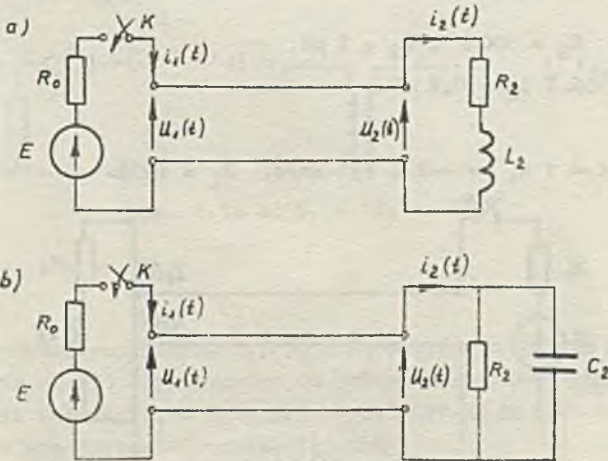 a)
K
i₁(t)
i₂(t)
R₀
E
U₁(t)
U₂(t)
R₂
L₂
b)
K
i₁(t)
i₂(t)
R₀
E
U₁(t)
U₂(t)
R₂
C₂